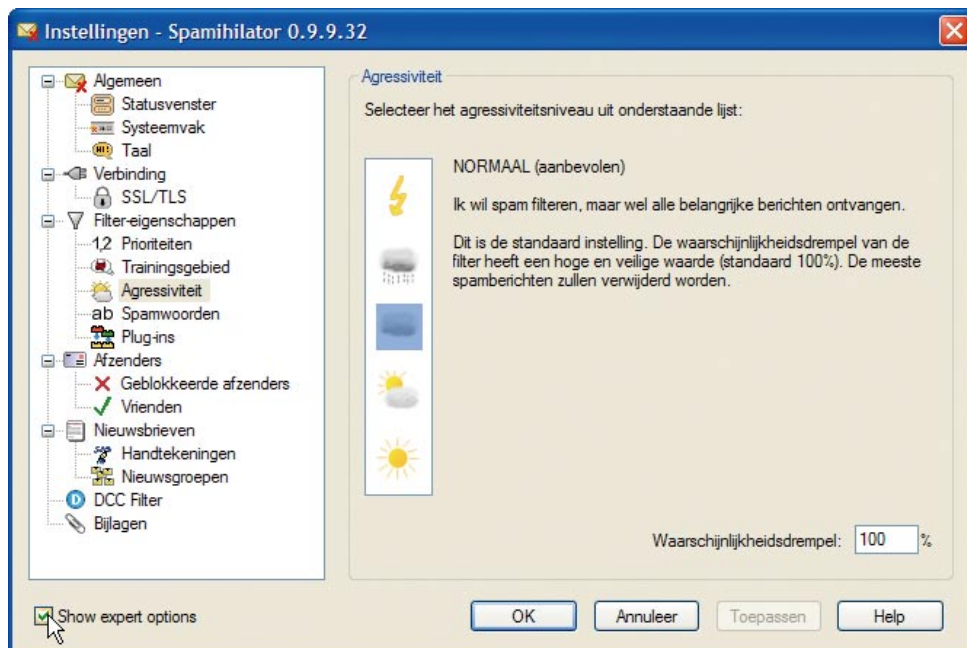 Instellingen - Spamihilator 0.9.9.32
Algemeen
Statusvenster
Systeemvak
Taal
Verbinding
SSL/TLS
Filter-eigenschappen
1,2 Prioriteiten
Trainingsgebied
Agressiviteit
ab Spamwoorden
Plug-ins
Afzenders
Geblokkeerde afzenders
Vrienden
Nieuwsbrieven
Handtekeningen
Nieuwsgroepen
D DCC Filter
Bijlagen
Agressiviteit
Selecteer het agressiviteitsniveau uit onderstaande lijst:
NORMAAL (aanbevolen)
Ik wil spam filteren, maar wel alle belangrijke berichten ontvangen.
Dit is de standaard instelling. De waarschijnlijkheidsdrempel van de
filter heeft een hoge en veilige waarde (standaard 100%). De meeste
spamberichten zullen verwijderd worden.
Waarschijnlijkheidsdrempel: 100 %
Show expert options
OK
Annuleer
Toepassen
Help